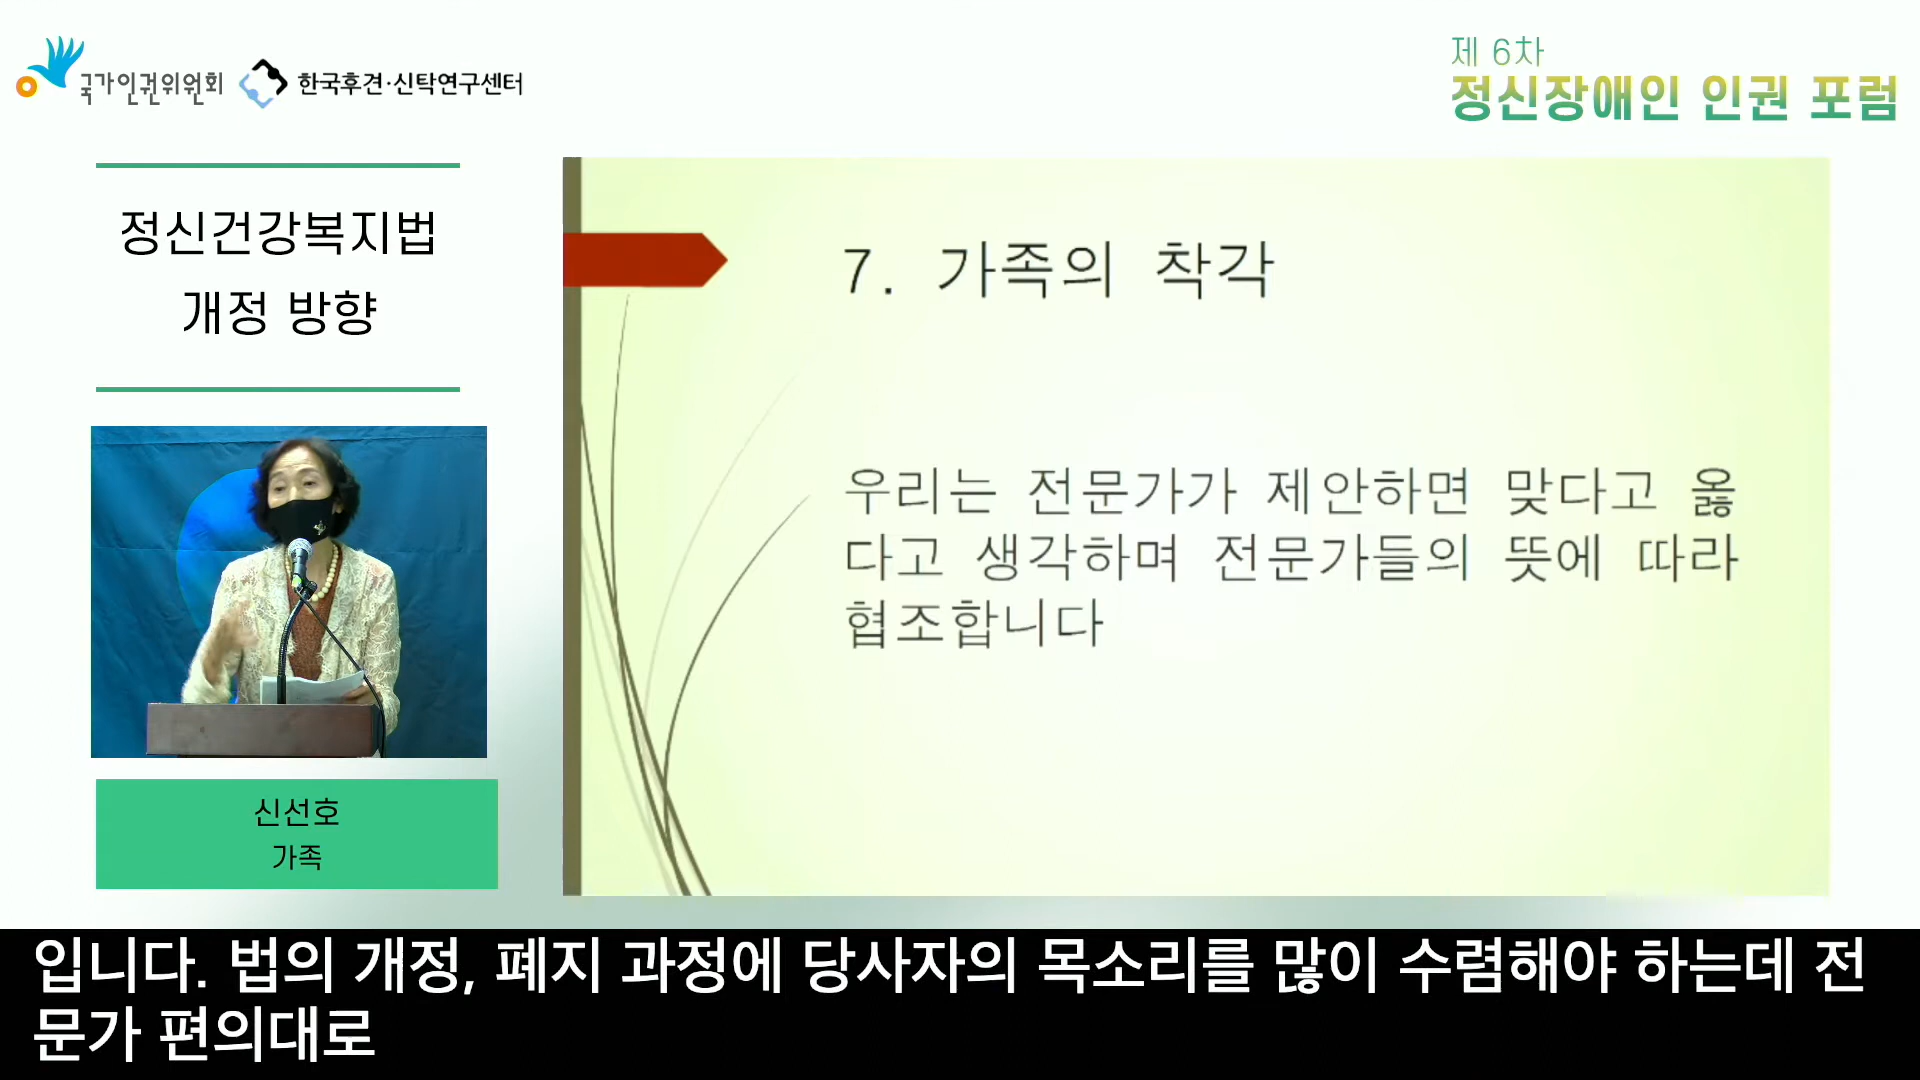 국가인권위원회 한국후견·신탁연구센터
제 6차
정신장애인 인권 포럼
정신건강복지법
개정 방향
7. 가족의 착각
우리는 전문가가 제안하면 맞다고 옳
다고 생각하며 전문가들의 뜻에 따라
협조합니다
신선호
가족
입니다. 법의 개정, 폐지 과정에 당사자의 목소리를 많이 수렴해야 하는데 전
문가 편의대로